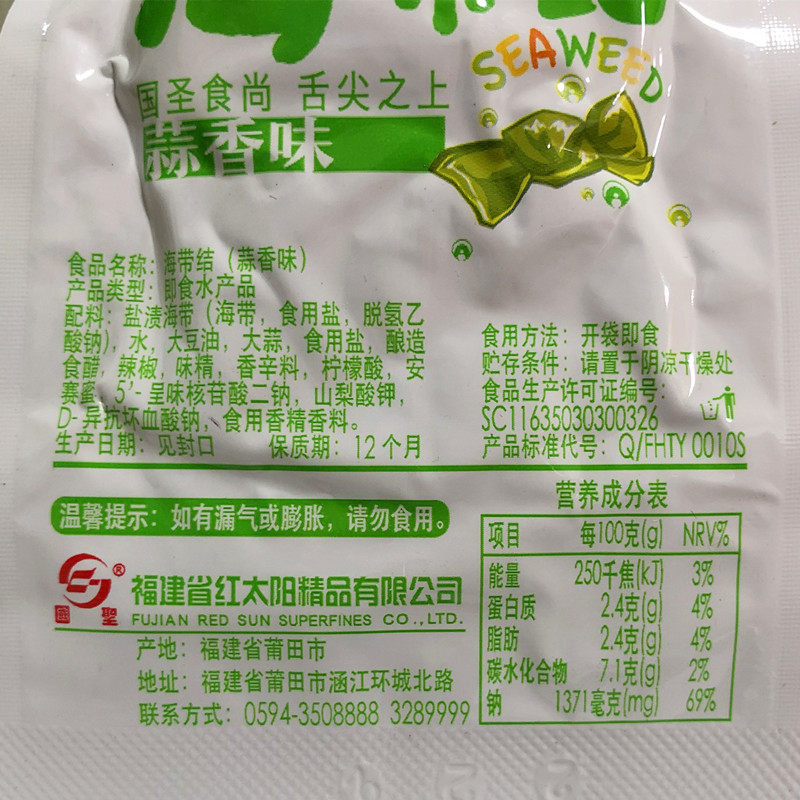 SEAWEED
国圣食尚 舌尖之上
蒜香味
食品名称：海带结（蒜香味）
产品类型：即食水产品
配料：盐渍海带（海带，食用盐，脱氢乙
酸钠），水，大豆油，大蒜，食用盐，酿造
食醋，辣椒，味精，香辛料，柠檬酸，安
赛蜜，5’-呈味核苷酸二钠，山梨酸钾，
D-异抗坏血酸钠，食用香精香料。
生产日期：见封口 保质期：12个月
食用方法：开袋即食
贮存条件：请置于阴凉干燥处
食品生产许可证编号：
SC11635030300326
产品标准代号：Q/FHTY 0010S
温馨提示：如有漏气或膨胀，请勿食用。
国圣
福建省红太阳精品有限公司
FUJIAN RED SUN SUPERFINES CO.,LTD.
产地：福建省莆田市
地址：福建省莆田市涵江环城北路
联系方式：0594-3508888 3289999
营养成分表
项目 每100克(g) NRV%
能量 250千焦(kJ) 3%
蛋白质 2.4克(g) 4%
脂肪 2.4克(g) 4%
碳水化合物 7.1克(g) 2%
钠 1371毫克(mg) 69%